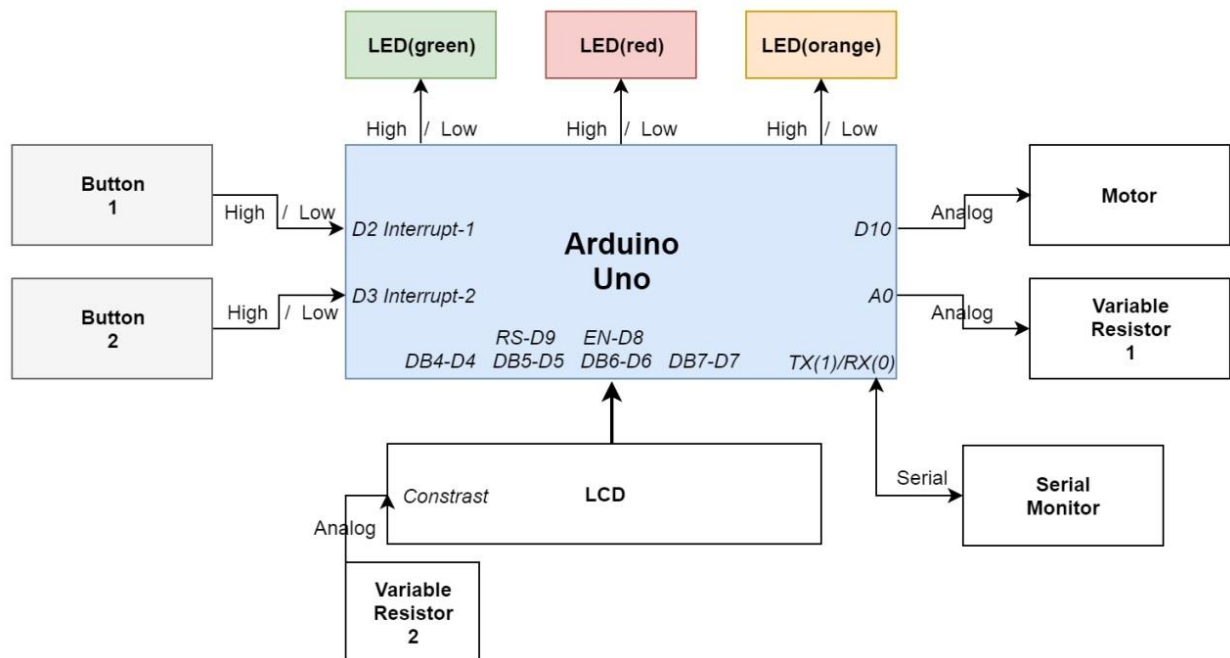 LED(green)
LED(red)
LED(orange)
High / Low
High / Low
High / Low
Button
1
High / Low
D2 Interrupt-1
Arduino
Uno
D10
Analog
Motor
Button
2
High / Low
D3 Interrupt-2
A0
Analog
Variable
Resistor
1
RS-D9 EN-D8
DB4-D4 DB5-D5 DB6-D6 DB7-D7
TX(1)/RX(0)
Constrast
LCD
Serial
Serial
Monitor
Analog
Variable
Resistor
2